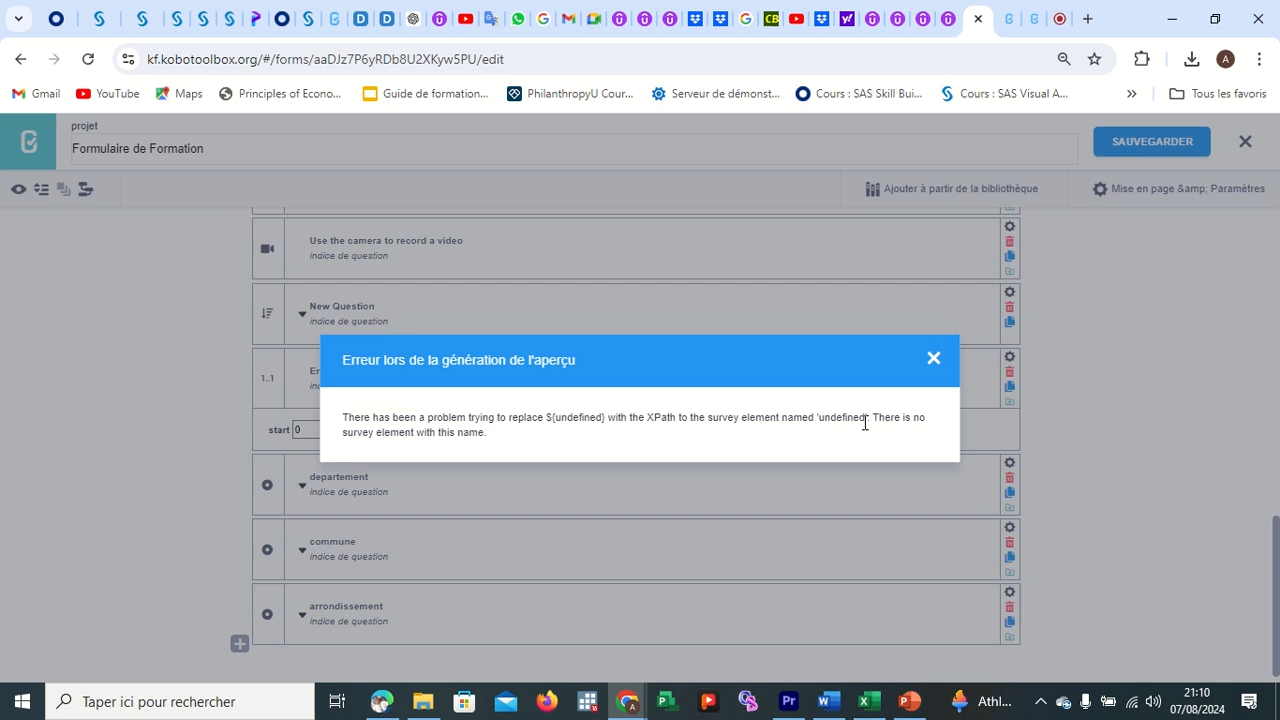 kf.kobotoolbox.org/#/forms/aaDJz7P6yRDb8U2XKyw5PU/edit
A
Gmail YouTube Maps Principles of Econo... Guide de formation... PhilanthropyU Cour... Serveur de démonst... Cours : SAS Skill Bui... Cours : SAS Visual A... » Tous les favoris
projet
Formulaire de Formation
SAUVEGARDER
Ajouter à partir de la bibliothèque
Mise en page &amp; Paramètres
Use the camera to record a video
indice de question
New Question
indice de question
Erreur lors de la génération de l'aperçu
1..1
There has been a problem trying to replace ${undefined} with the XPath to the survey element named 'undefined'. There is no
survey element with this name.
start 0
departement
indice de question
commune
indice de question
arrondissement
indice de question
Taper ici pour rechercher
Athl...
21:10
07/08/2024